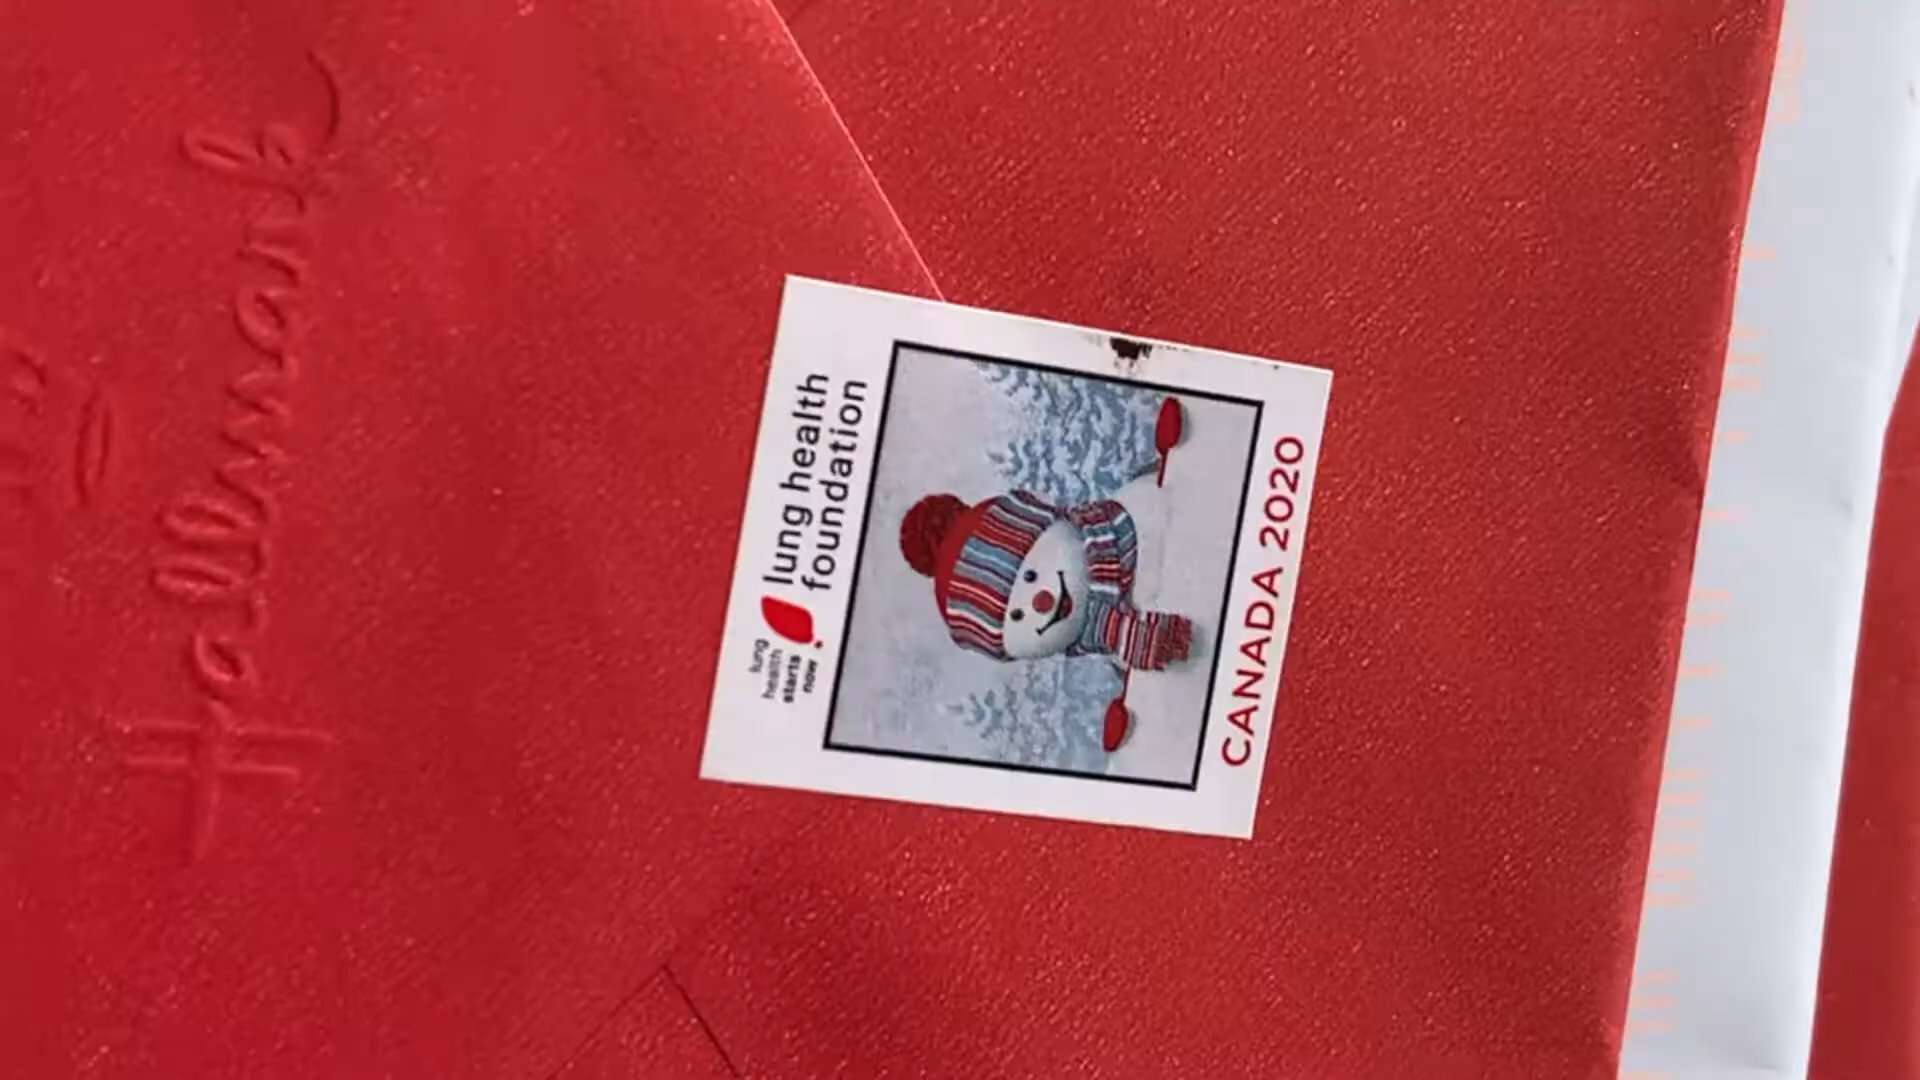 Hallmark
lung
health
starts
now
lung health
foundation
CANADA 2020